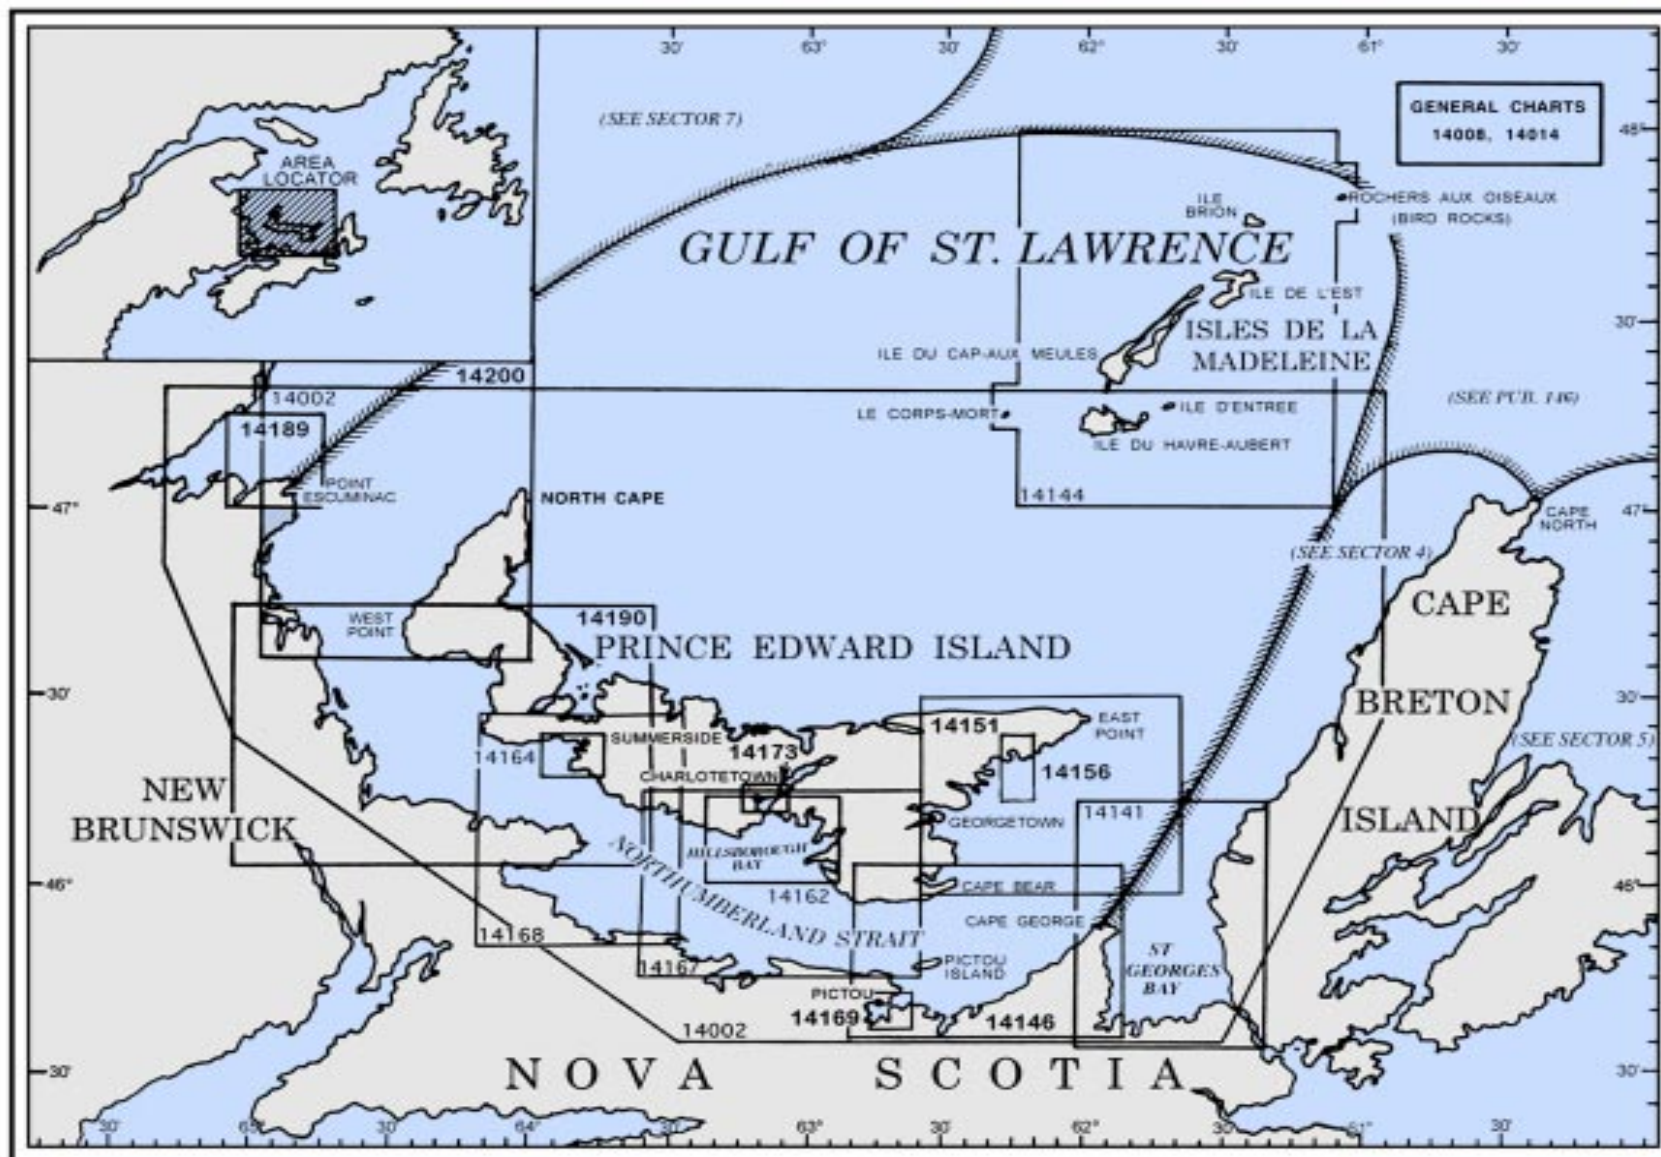 30'
63°
30'
62°
30'
61°
30'
GENERAL CHARTS
14008, 14014
(SEE SECTOR 7)
48°
AREA
LOCATOR
ROCHERS AUX OISEAUX
(BIRD ROCKS)
ILE
BRION
GULF OF ST. LAWRENCE
ILE DE L'EST
30'
ISLES DE LA
MADELEINE
ILE DU CAP-AUX MEULES
14200
14002
(SEE PUB. 146)
LE CORPS-MORT
ILE D'ENTREE
14189
ILE DU HAVRE-AUBERT
POINT
ESCUMINAC
NORTH CAPE
14144
47°
47°
CAPE
NORTH
(SEE SECTOR 4)
CAPE
BRETON
ISLAND
WEST
POINT
14190
PRINCE EDWARD ISLAND
30'
30'
14151
EAST
POINT
SUMMERSIDE
14164
14173
(SEE SECTOR 5)
CHARLOTETOWN
14156
NEW
BRUNSWICK
14141
GEORGETOWN
HILLSBOROUGH
BAY
NORTHUMBERLAND STRAIT
46°
46°
14162
CAPE BEAR
CAPE GEORGE
14168
14167
PICTOU
ISLAND
ST
GEORGES
BAY
PICTOU
14169
14146
14002
NOVA SCOTIA
30'
30'
30'
65°
30'
64°
30'
63°
30'
62°
30'
61°
30'